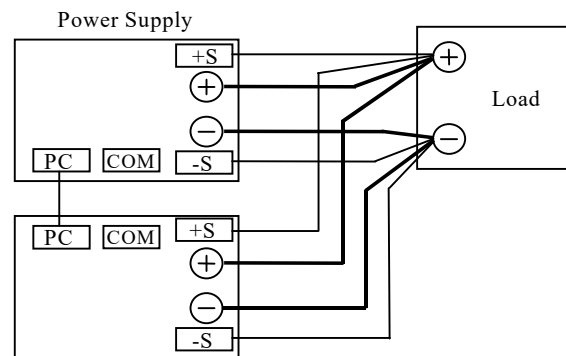 Power Supply
+S
+
Load
−
PC COM
-S
PC COM
+S
+
−
-S
+
−